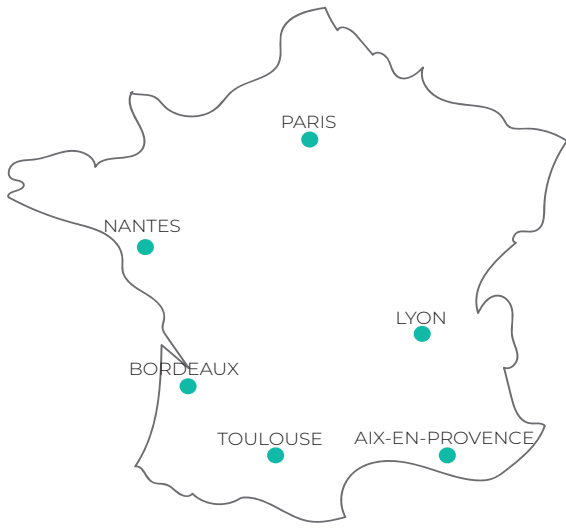 PARIS
NANTES
LYON
BORDEAUX
TOULOUSE
AIX-EN-PROVENCE